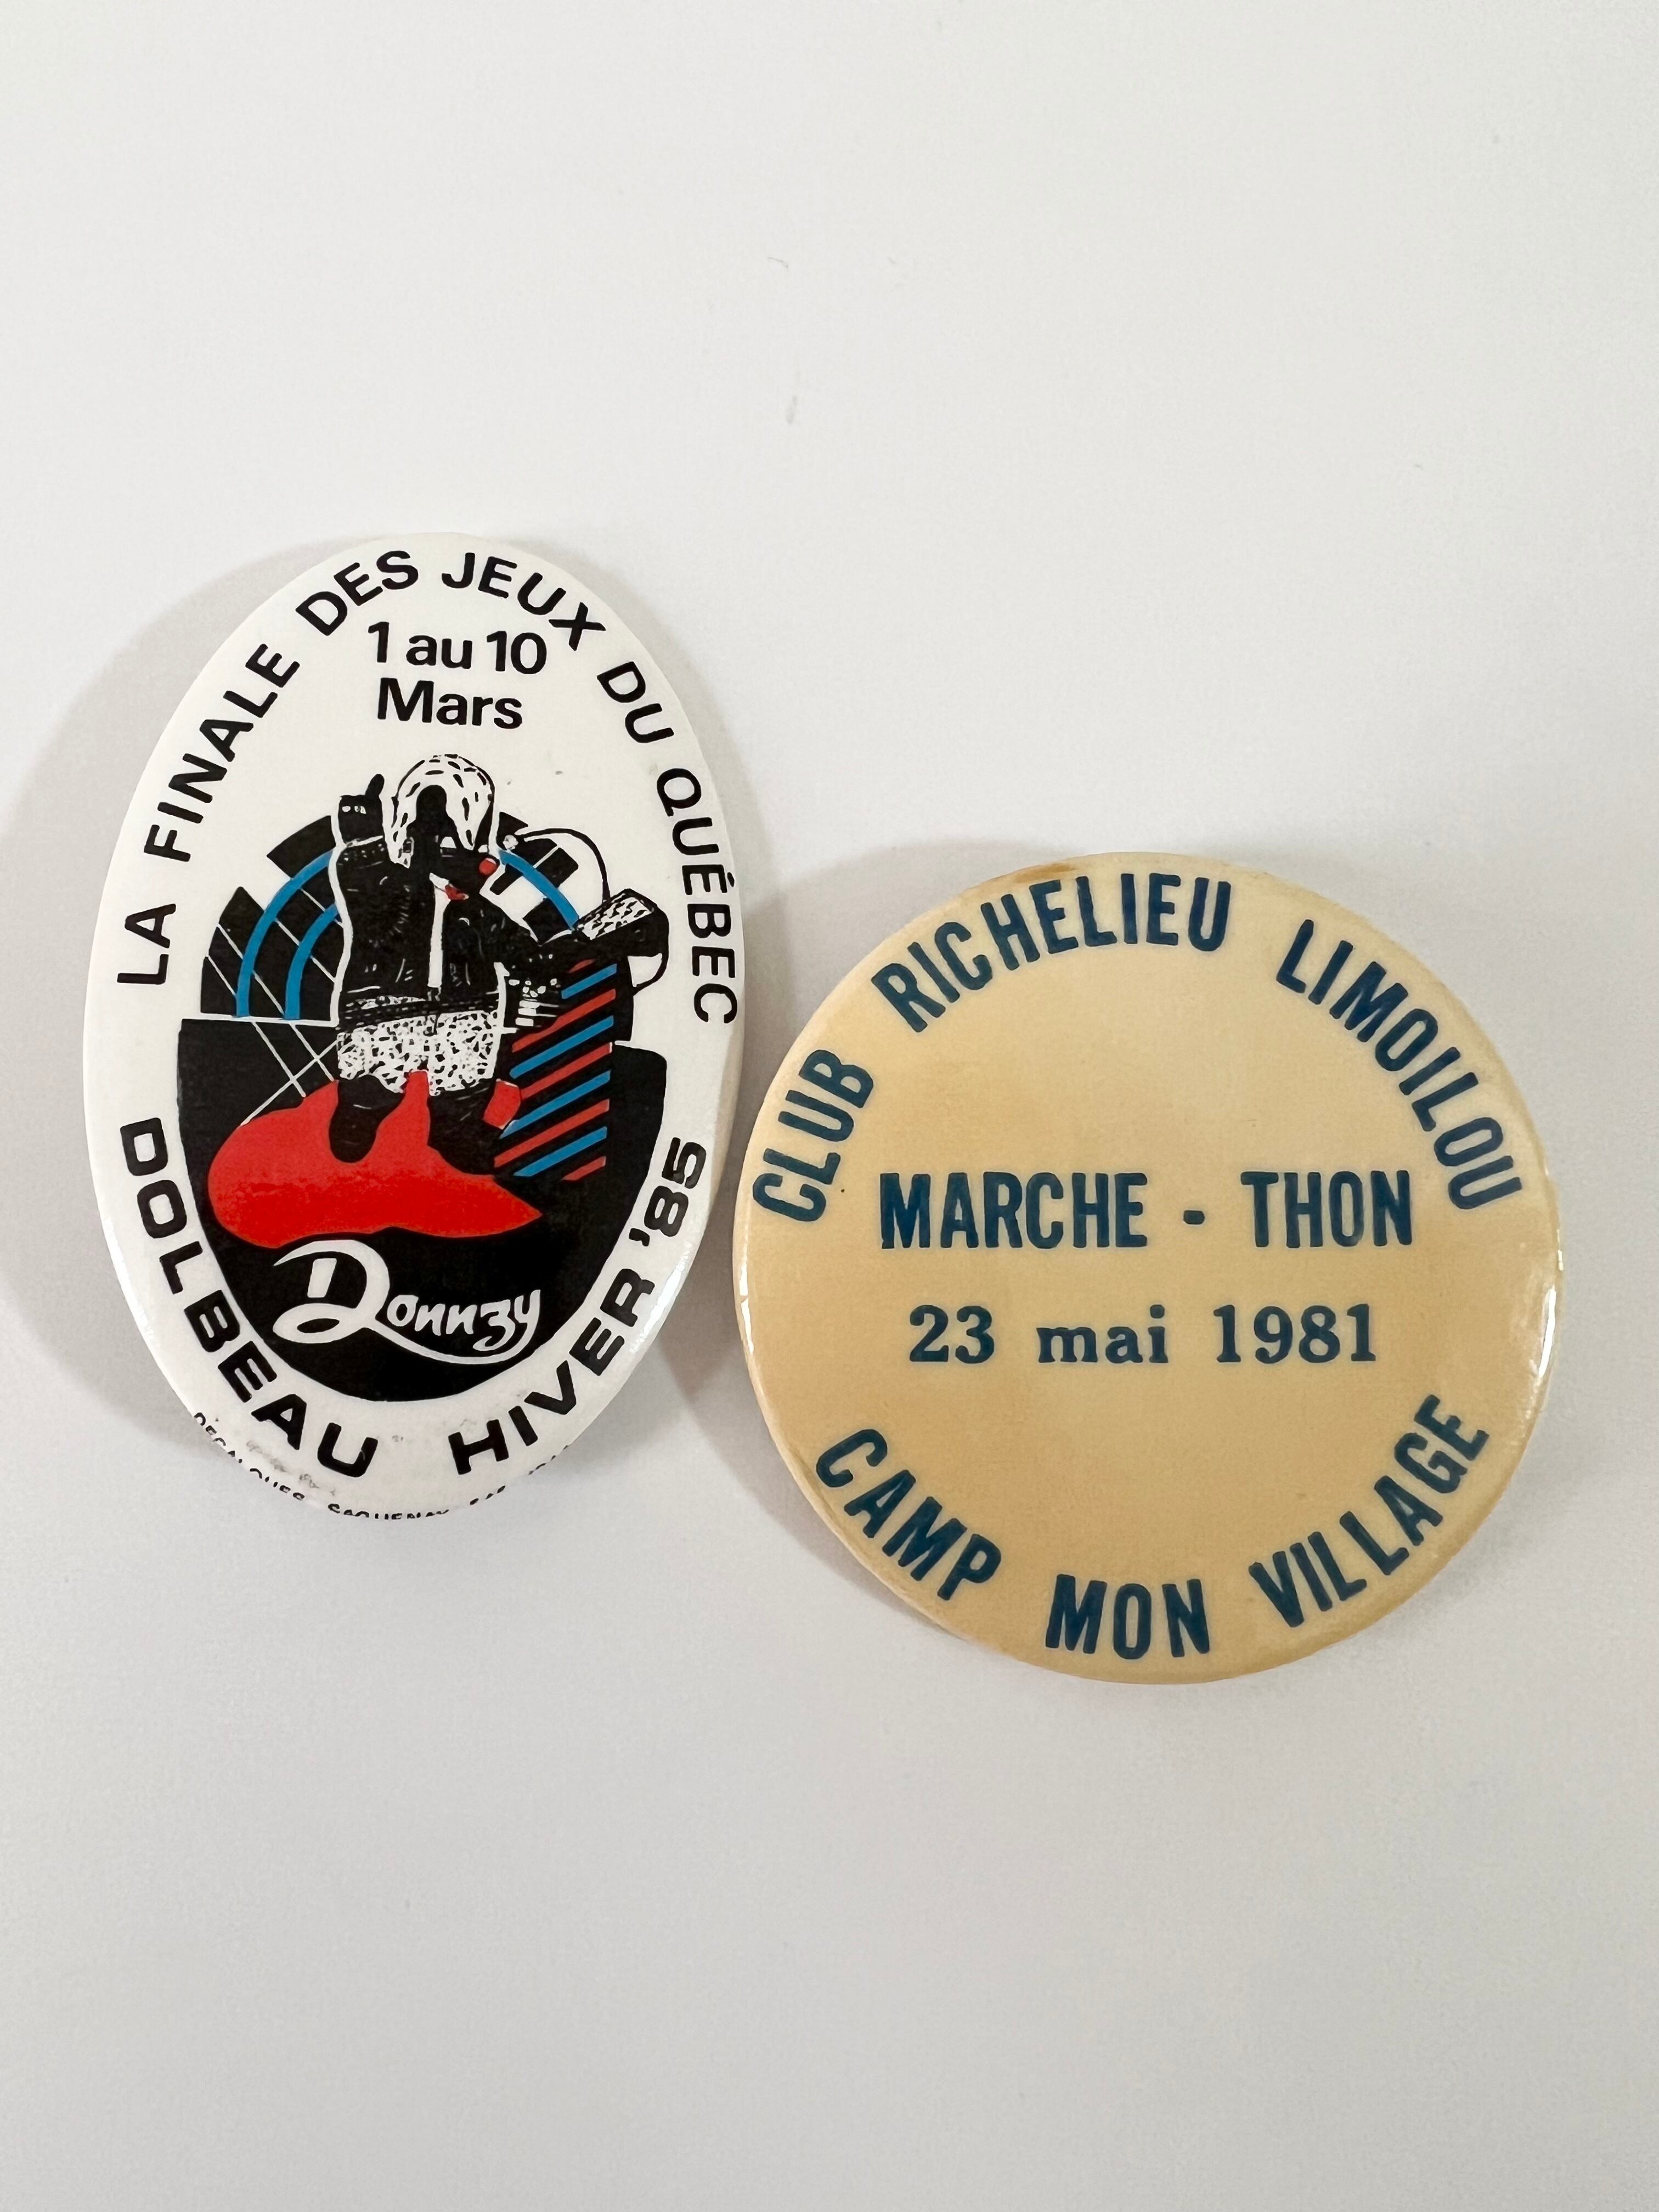 LA FINALE DES JEUX DU QUÉBEC
1 au 10
Mars
Donnzy
DOLBEAU HIVER '85
CLUB RICHELIEU LIMOILOU
MARCHE - THON
23 mai 1981
CAMP MON VILLAGE